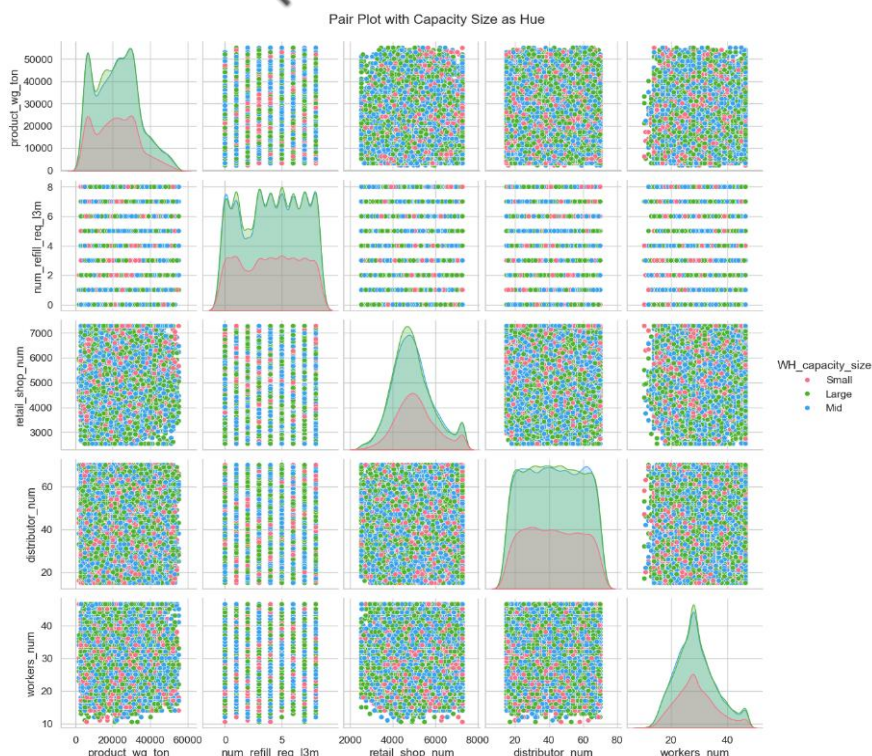 Pair Plot with Capacity Size as Hue
product_wg_ton
50000
40000
30000
20000
10000
0
num_refill_req_l3m
8
6
4
2
0
retail_shop_num
7000
6000
5000
4000
3000
distributor_num
60
40
20
workers_num
40
30
20
10
0 20000 40000 60000
product_wg_ton
0 5
num_refill_req_l3m
2000 4000 6000 8000
retail_shop_num
20 40 60 80
distributor_num
20 40
workers_num
WH_capacity_size
Small
Large
Mid